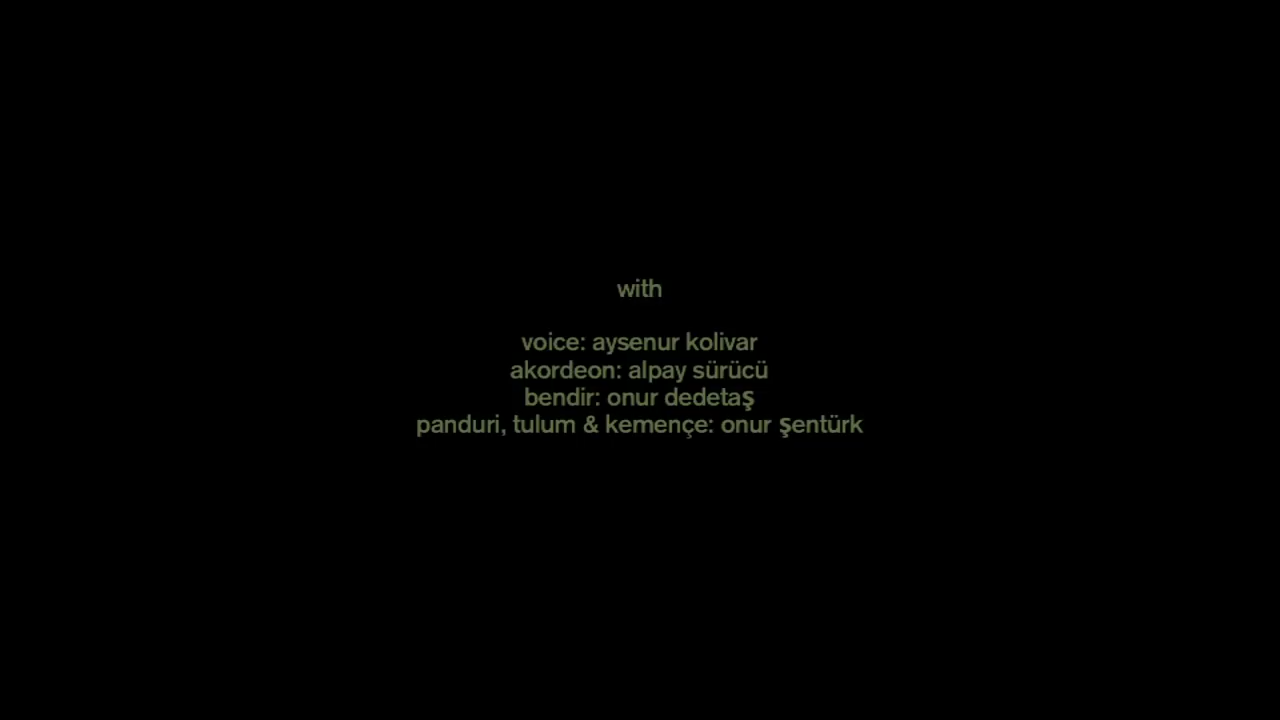 with
voice: aysenur kolivar
akordeon: alpay sürücü
bendir: onur dedetaş
panduri, tulum & kemençe: onur şentürk